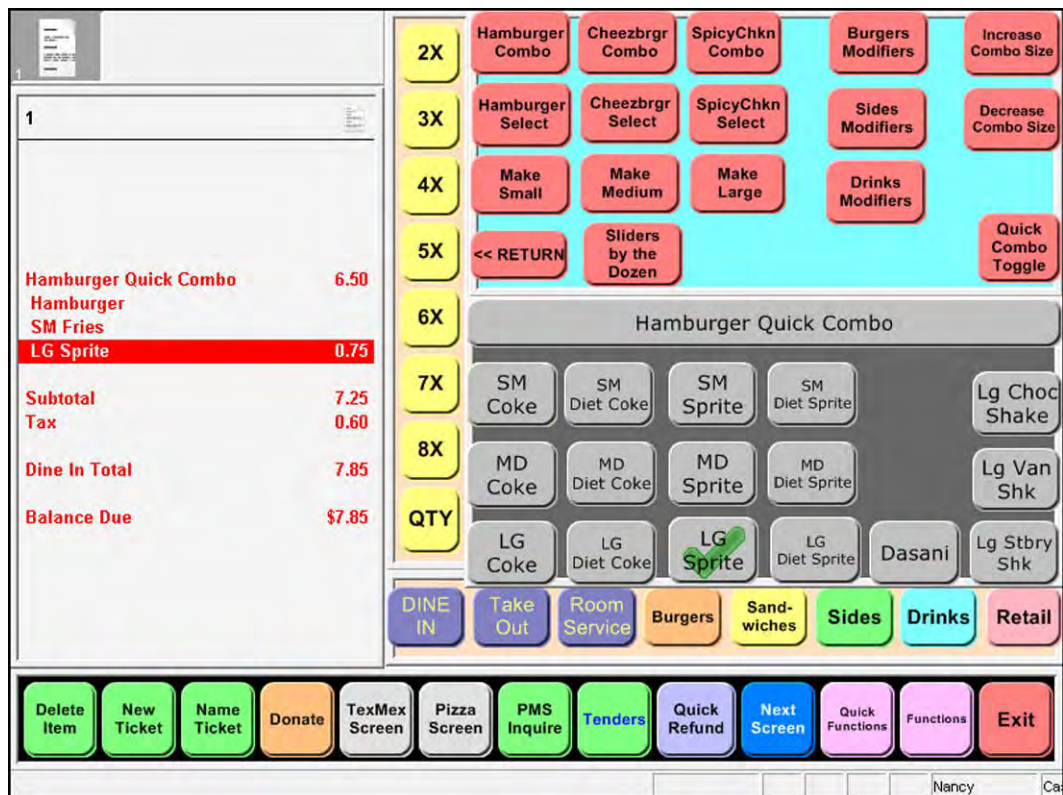 1
1
Hamburger Quick Combo 6.50
Hamburger
SM Fries
LG Sprite 0.75
Subtotal 7.25
Tax 0.60
Dine In Total 7.85
Balance Due $7.85
2X
3X
4X
5X
6X
7X
8X
QTY
Hamburger
Combo
Cheezbrgr
Combo
SpicyChkn
Combo
Burgers
Modifiers
Increase
Combo Size
Hamburger
Select
Cheezbrgr
Select
SpicyChkn
Select
Sides
Modifiers
Decrease
Combo Size
Make
Small
Make
Medium
Make
Large
Drinks
Modifiers
<< RETURN
Sliders
by the
Dozen
Quick
Combo
Toggle
Hamburger Quick Combo
SM
Coke
SM
Diet Coke
SM
Sprite
SM
Diet Sprite
Lg Choc
Shake
MD
Coke
MD
Diet Coke
MD
Sprite
MD
Diet Sprite
Lg Van
Shk
LG
Coke
LG
Diet Coke
LG
Sprite
LG
Diet Sprite
Dasani
Lg Stbry
Shk
DINE
IN
Take
Out
Room
Service
Burgers
Sand-
wiches
Sides
Drinks
Retail
Delete
Item
New
Ticket
Name
Ticket
Donate
TexMex
Screen
Pizza
Screen
PMS
Inquire
Tenders
Quick
Refund
Next
Screen
Quick
Functions
Functions
Exit
Nancy